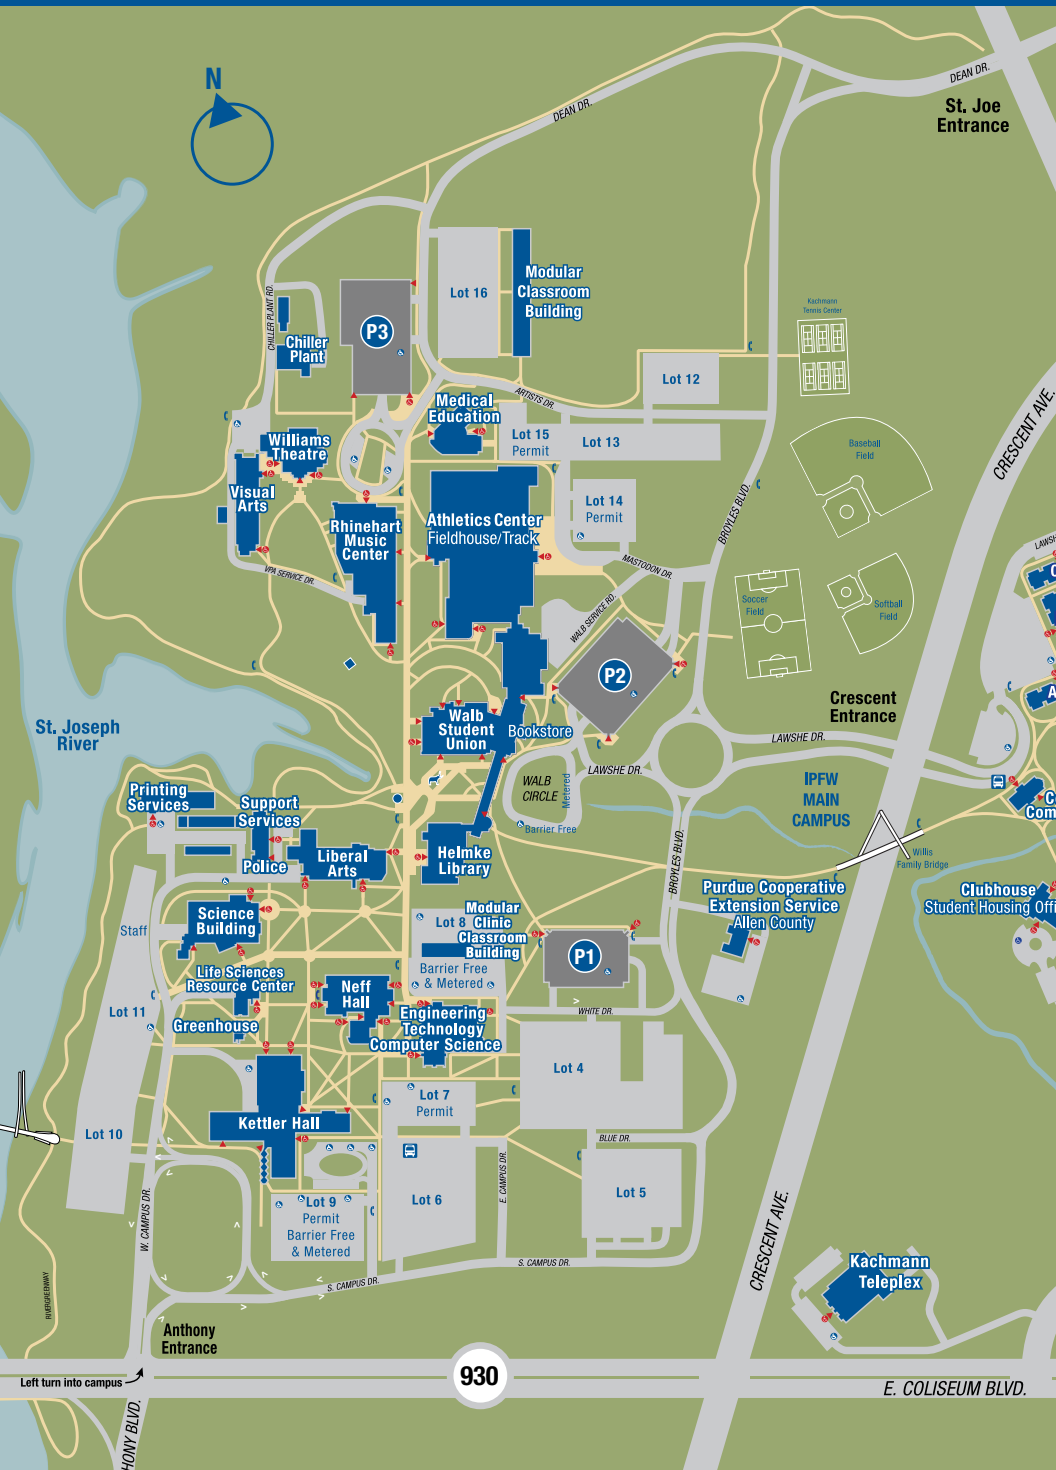 N
DEAN DR.
DEAN DR.
St. Joe
Entrance
CHILLER PLANT RD.
P3
Lot 16
Modular
Classroom
Building
Kachmann
Tennis Center
Chiller
Plant
Lot 12
CRESCENT AVE.
Medical
Education
ARTISTS DR.
Lot 15
Permit
Lot 13
Baseball
Field
Williams
Theatre
Visual
Arts
Lot 14
Permit
BROYLES BLVD.
Rhinehart
Music
Center
Athletics Center
Fieldhouse/Track
MASTODON DR.
VPA SERVICE DR.
WALB SERVICE RD.
Soccer
Field
Softball
Field
P2
St. Joseph
River
Walb
Student
Union
Bookstore
Crescent
Entrance
LAWSHE DR.
LAWSHE DR.
WALB
CIRCLE
Metered
Barrier Free
IPFW
MAIN
CAMPUS
Printing
Services
Support
Services
Police
Liberal
Arts
Helmke
Library
BROYLES BLVD.
Willis
Family Bridge
Purdue Cooperative
Extension Service
Allen County
Clubhouse
Student Housing Offi
Science
Building
Staff
Lot 8
Modular
Clinic
Classroom
Building
Barrier Free
& Metered
P1
Life Sciences
Resource Center
Neff
Hall
Greenhouse
Lot 11
Engineering
Technology
Computer Science
WHITE DR.
Lot 4
Lot 7
Permit
Kettler Hall
Lot 10
BLUE DR.
E. CAMPUS DR.
Lot 5
Lot 6
Lot 9
Permit
Barrier Free
& Metered
W. CAMPUS DR.
S. CAMPUS DR.
S. CAMPUS DR.
CRESCENT AVE.
Kachmann
Teleplex
RIVERGREENWAY
Anthony
Entrance
Left turn into campus
930
E. COLISEUM BLVD.
HONY BLVD.
LAWSH
Com